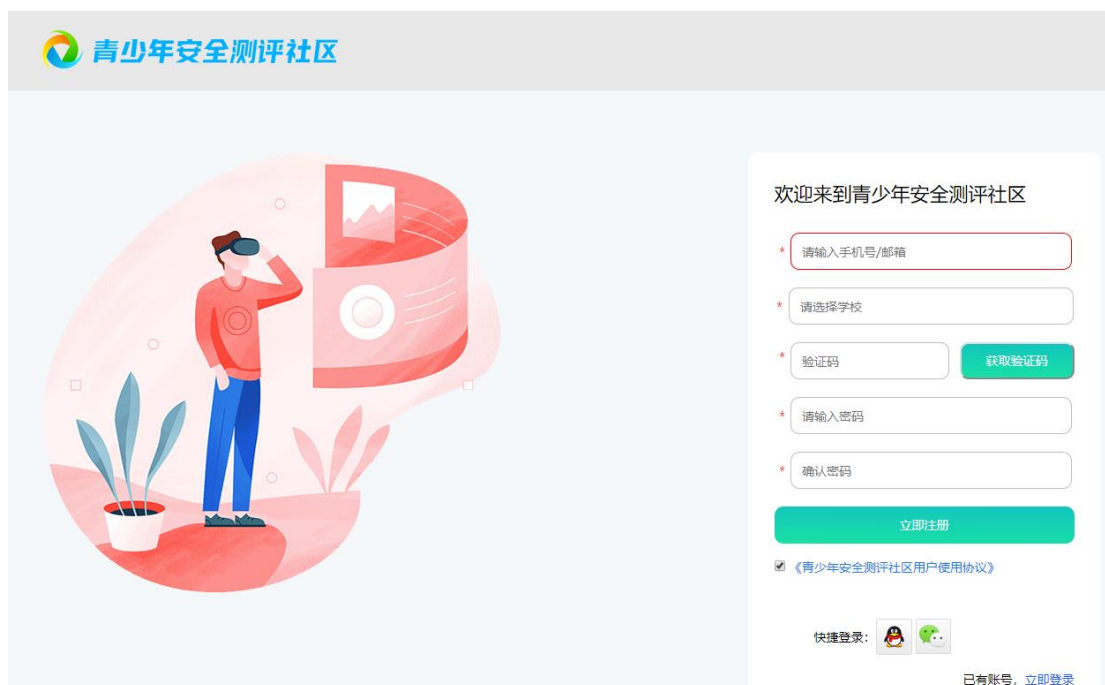 青少年安全测评社区
欢迎来到青少年安全测评社区
* 请输入手机号/邮箱
* 请选择学校
* 验证码 获取验证码
* 请输入密码
* 确认密码
立即注册
《青少年安全测评社区用户使用协议》
快捷登录：
已有账号，立即登录